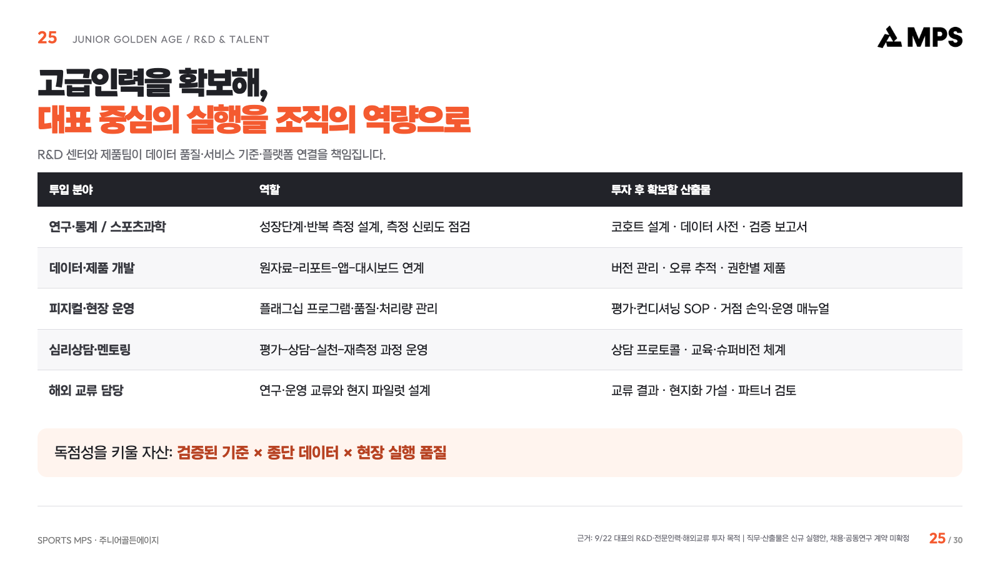 25 JUNIOR GOLDEN AGE / R&D & TALENT
MPS
고급인력을 확보해,
대표 중심의 실행을 조직의 역량으로
R&D 센터와 제품팀이 데이터 품질·서비스 기준·플랫폼 연결을 책임집니다.
투입 분야 역할 투자 후 확보할 산출물
연구·통계 / 스포츠과학 성장단계·반복 측정 설계, 측정 신뢰도 점검 코호트 설계 · 데이터 사전 · 검증 보고서
데이터·제품 개발 원자료–리포트–앱–대시보드 연계 버전 관리 · 오류 추적 · 권한별 제품
피지컬·현장 운영 플래그십 프로그램·품질·처리량 관리 평가·컨디셔닝 SOP · 거점 손익·운영 매뉴얼
심리상담·멘토링 평가–상담–실천–재측정 과정 운영 상담 프로토콜 · 교육·슈퍼비전 체계
해외 교류 담당 연구·운영 교류와 현지 파일럿 설계 교류 결과 · 현지화 가설 · 파트너 검토
독점성을 키울 자산: 검증된 기준 × 종단 데이터 × 현장 실행 품질
SPORTS MPS · 주니어골든에이지
근거: 9/22 대표의 R&D·전문인력·해외교류 투자 목적 | 직무·산출물은 신규 실행안, 채용·공동연구 계약 미확정
25 / 30